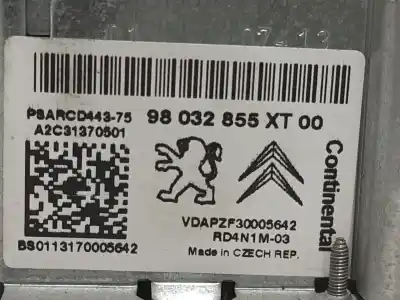 PSARCD443-75
98 032 855 XT 00
A2C31370501
Continental
VDAPZF30005642
RD4N1M-03
BS0113170005642
Made in CZECH REP.